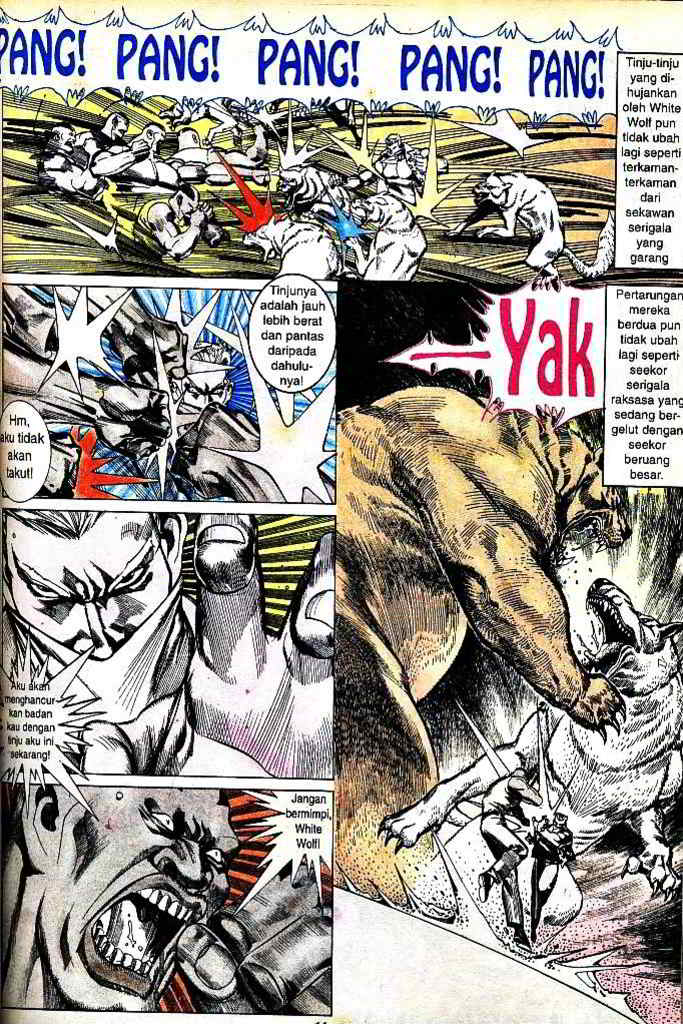 PANG! PANG! PANG! PANG! PANG!
Tinju-tinju
yang di-
hujankan
oleh White
Wolf pun
tidak ubah
lagi seperti
terkaman-
terkaman
dari
sekawan
serigala
yang
garang
Tinjunya
adalah jauh
lebih berat
dan pantas
daripada
dahulu-
nya!
Hm,
aku tidak
akan
takut!
Yak
Pertarungan
mereka
berdua pun
tidak ubah
lagi seperti
seekor
serigala
raksasa yang
sedang ber-
gelut dengan
seekor
beruang
besar.
Aku akan
menghancur-
kan badan
kau dengan
tinju aku ini
sekarang!
Jangan
bermimpi,
White
Wolf!